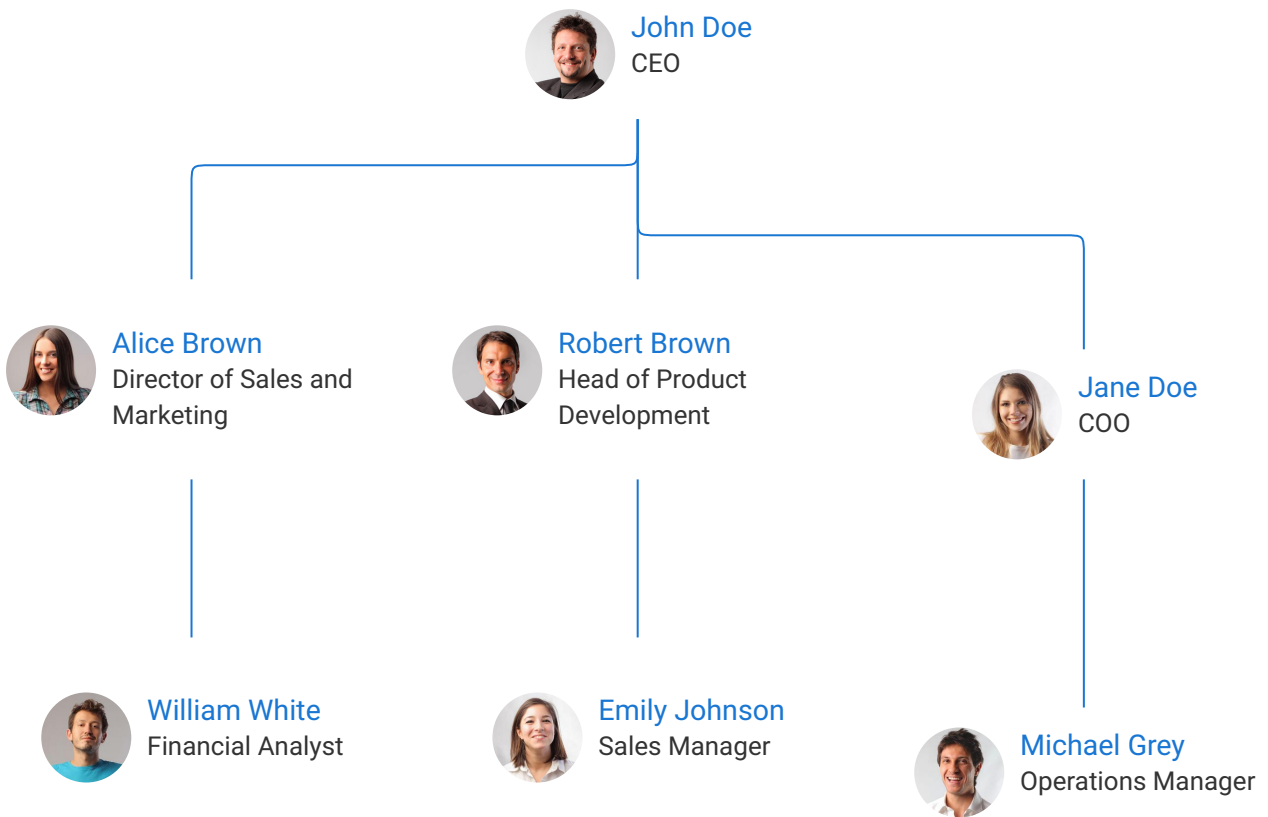 John Doe
CEO
Alice Brown
Director of Sales and
Marketing
Robert Brown
Head of Product
Development
Jane Doe
COO
William White
Financial Analyst
Emily Johnson
Sales Manager
Michael Grey
Operations Manager